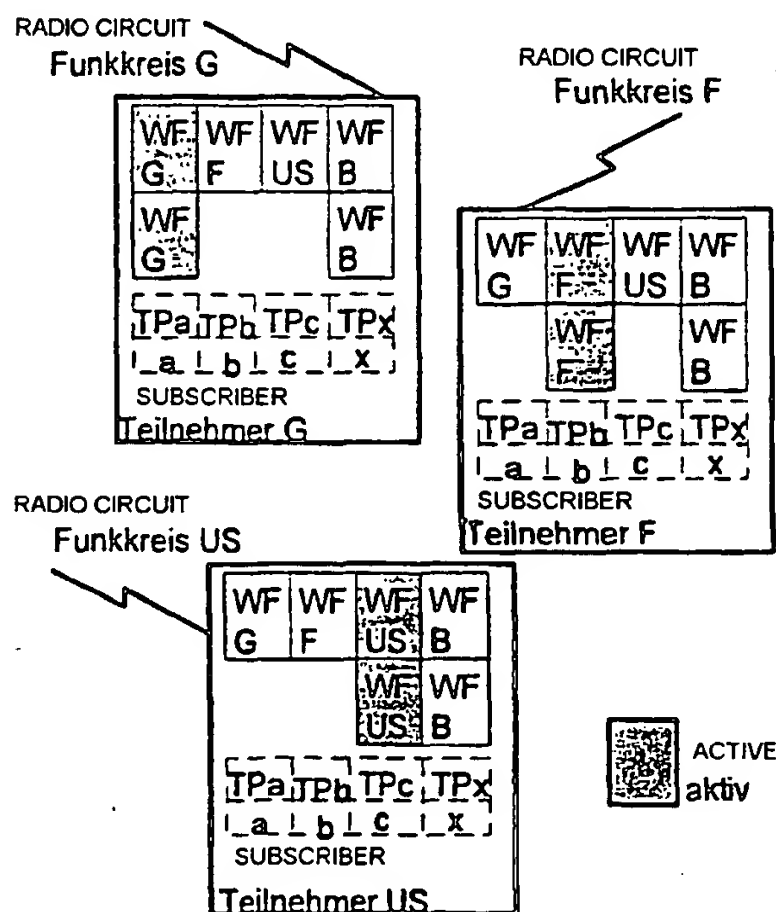 RADIO CIRCUIT
Funkkreis G
WF WF WF WF
G F US B
WF WF
G B
TPa TPb TPc TPx
a b c x
SUBSCRIBER
Teilnehmer G
RADIO CIRCUIT
Funkkreis F
WF WF WF WF
G F US B
WF WF
F B
TPa TPb TPc TPx
a b c x
SUBSCRIBER
Teilnehmer F
RADIO CIRCUIT
Funkkreis US
WF WF WF WF
G F US B
WF WF
US B
TPa TPb TPc TPx
a b c x
SUBSCRIBER
Teilnehmer US
ACTIVE
aktiv